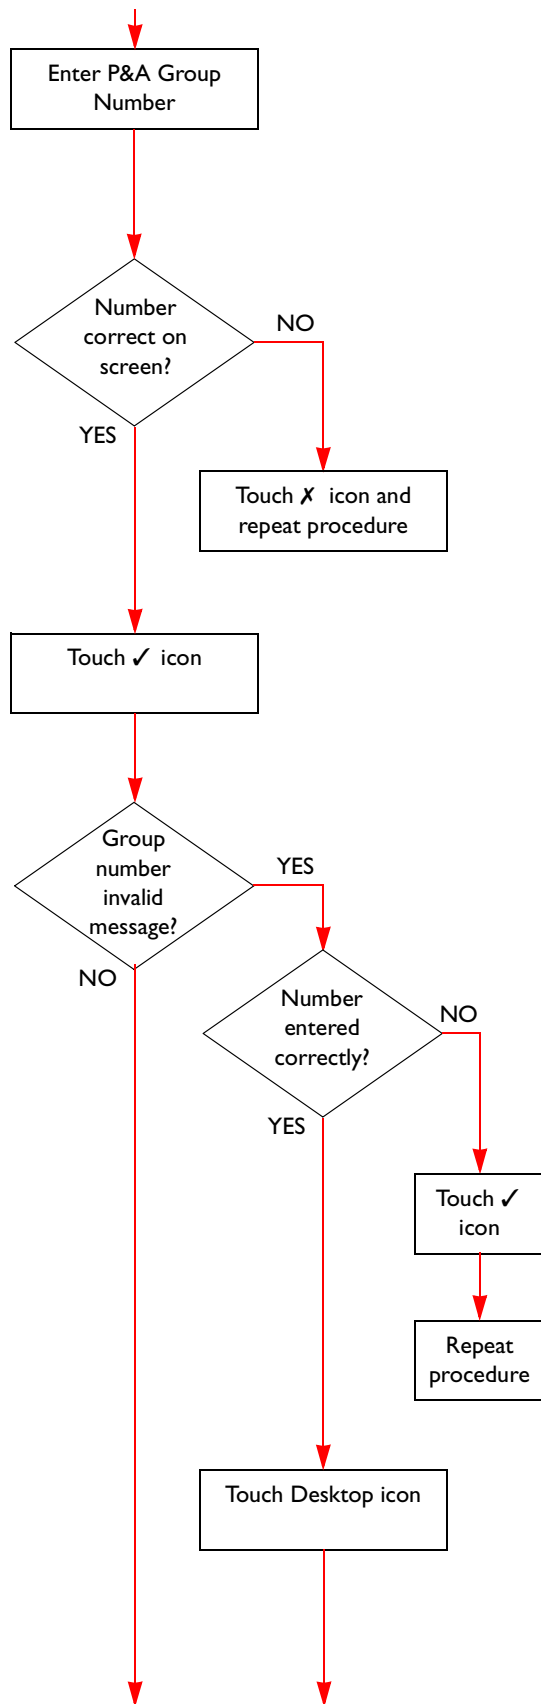 Enter P&A Group
Number
Number
correct on
screen?
NO
YES
Touch ✗ icon and
repeat procedure
Touch ✓ icon
Group
number
invalid
message?
YES
NO
Number
entered
correctly?
NO
YES
Touch ✓
icon
Repeat
procedure
Touch Desktop icon